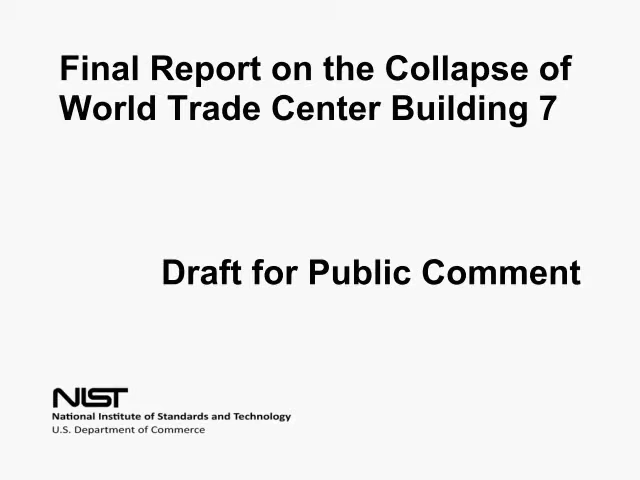 Final Report on the Collapse of
World Trade Center Building 7
Draft for Public Comment
NIST
National Institute of Standards and Technology
U.S. Department of Commerce